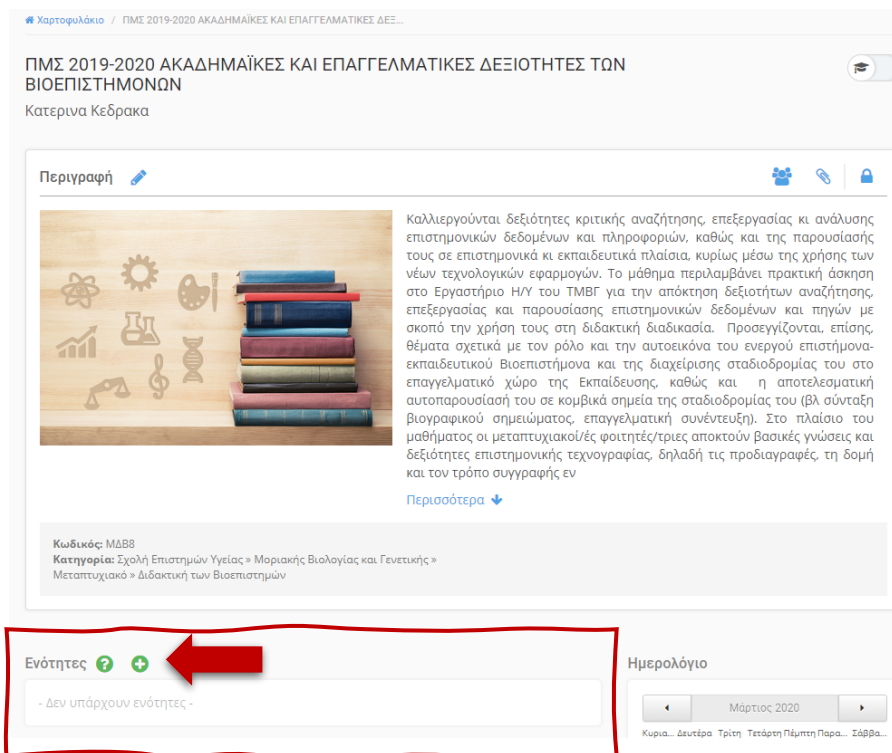 Χαρτοφυλάκιο / ΠΜΣ 2019-2020 ΑΚΑΔΗΜΑΪΚΕΣ ΚΑΙ ΕΠΑΓΓΕΛΜΑΤΙΚΕΣ ΔΕΞ...
ΠΜΣ 2019-2020 ΑΚΑΔΗΜΑΪΚΕΣ ΚΑΙ ΕΠΑΓΓΕΛΜΑΤΙΚΕΣ ΔΕΞΙΟΤΗΤΕΣ ΤΩΝ
ΒΙΟΕΠΙΣΤΗΜΟΝΩΝ
Κατερινα Κεδρακα
Περιγραφή
Καλλιεργούνται δεξιότητες κριτικής αναζήτησης, επεξεργασίας κι ανάλυσης
επιστημονικών δεδομένων και πληροφοριών, καθώς και της παρουσίασής
τους σε επιστημονικά κι εκπαιδευτικά πλαίσια, κυρίως μέσω της χρήσης των
νέων τεχνολογικών εφαρμογών. Το μάθημα περιλαμβάνει πρακτική άσκηση
στο Εργαστήριο Η/Υ του ΤΜΒΓ για την απόκτηση δεξιοτήτων αναζήτησης,
επεξεργασίας και παρουσίασης επιστημονικών δεδομένων και πηγών με
σκοπό την χρήση τους στη διδακτική διαδικασία. Προσεγγίζονται, επίσης,
θέματα σχετικά με τον ρόλο και την αυτοεικόνα του ενεργού επιστήμονα-
εκπαιδευτικού Βιοεπιστήμονα και της διαχείρισης σταδιοδρομίας του στο
επαγγελματικό χώρο της Εκπαίδευσης, καθώς και η αποτελεσματική
αυτοπαρουσίασή του σε κομβικά σημεία της σταδιοδρομίας του (βλ σύνταξη
βιογραφικού σημειώματος, επαγγελματική συνέντευξη). Στο πλαίσιο του
μαθήματος οι μεταπτυχιακοί/ές φοιτητές/τριες αποκτούν βασικές γνώσεις και
δεξιότητες επιστημονικής τεχνογραφίας, δηλαδή τις προδιαγραφές, τη δομή
και τον τρόπο συγγραφής εν
Περισσότερα
Κωδικός: ΜΔΒ8
Κατηγορία: Σχολή Επιστημών Υγείας » Μοριακής Βιολογίας και Γενετικής »
Μεταπτυχιακό » Διδακτική των Βιοεπιστημών
Ενότητες
- Δεν υπάρχουν ενότητες -
Ημερολόγιο
Μάρτιος 2020
Κυρια... Δευτέρα Τρίτη Τετάρτη Πέμπτη Παρα... Σάββα...